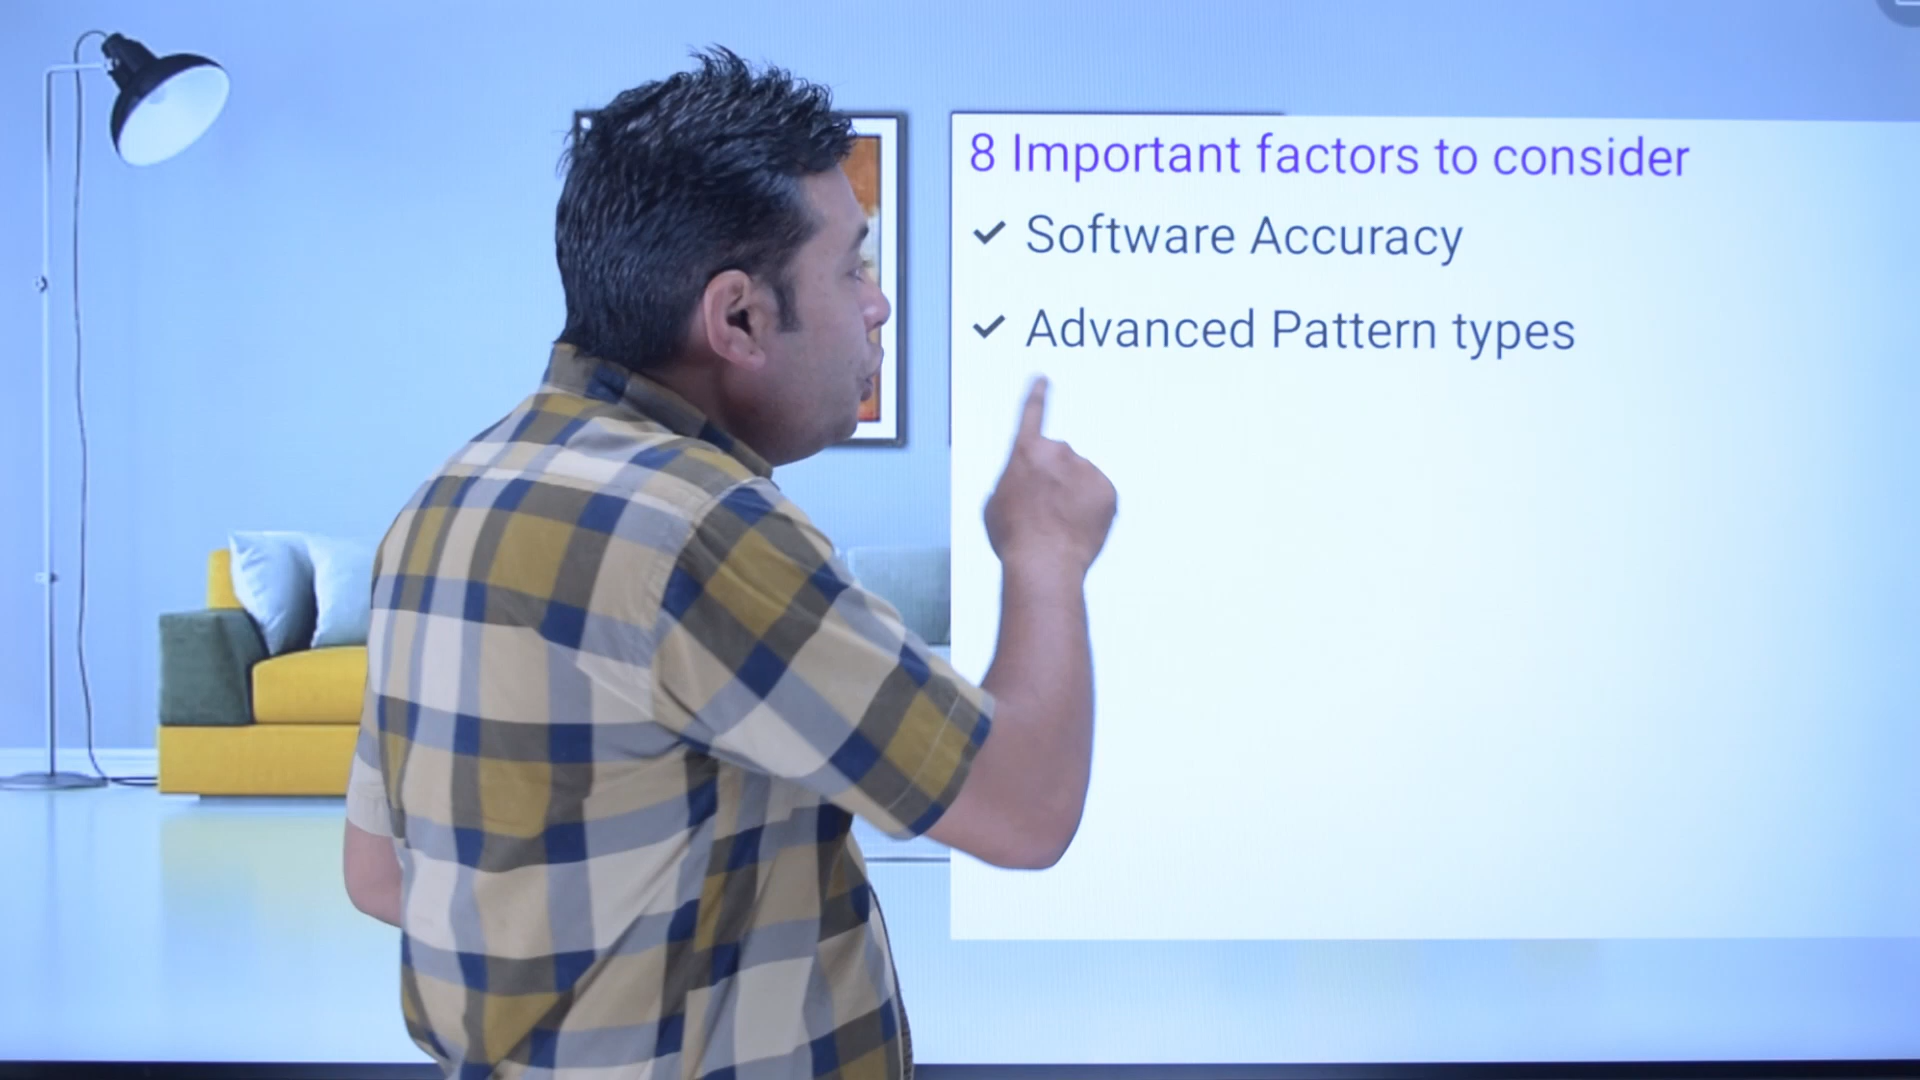 8 Important factors to consider
Software Accuracy
Advanced Pattern types